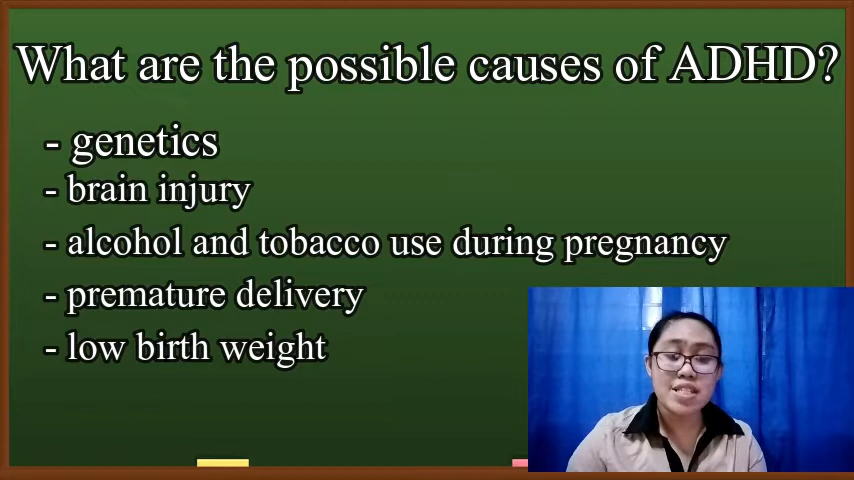 What are the possible causes of ADHD?
- genetics
- brain injury
- alcohol and tobacco use during pregnancy
- premature delivery
- low birth weight